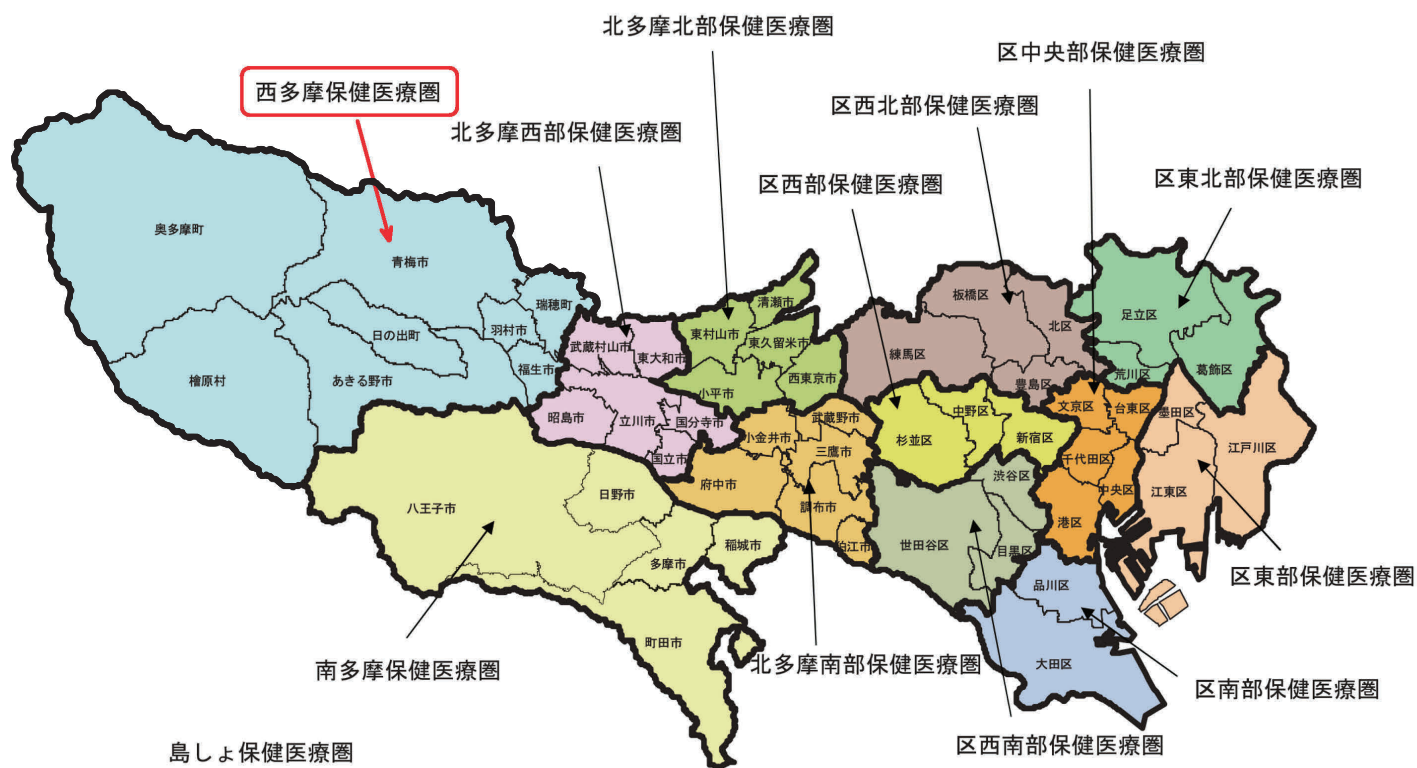 北多摩北部保健医療圏
区中央部保健医療圏
西多摩保健医療圏
区西北部保健医療圏
北多摩西部保健医療圏
区西部保健医療圏
区東北部保健医療圏
奥多摩町
青梅市
瑞穂町
羽村市
日の出町
福生市
檜原村
あきる野市
武蔵村山市
東大和市
昭島市
立川市
国分寺市
国立市
清瀬市
東村山市
東久留米市
小平市
西東京市
武蔵野市
小金井市
三鷹市
府中市
調布市
狛江市
板橋区
北区
練馬区
豊島区
足立区
荒川区
葛飾区
中野区
杉並区
新宿区
文京区
台東区
千代田区
中央区
港区
墨田区
江戸川区
江東区
渋谷区
世田谷区
目黒区
品川区
大田区
八王子市
日野市
稲城市
多摩市
町田市
区東部保健医療圏
南多摩保健医療圏
北多摩南部保健医療圏
区南部保健医療圏
区西南部保健医療圏
島しょ保健医療圏